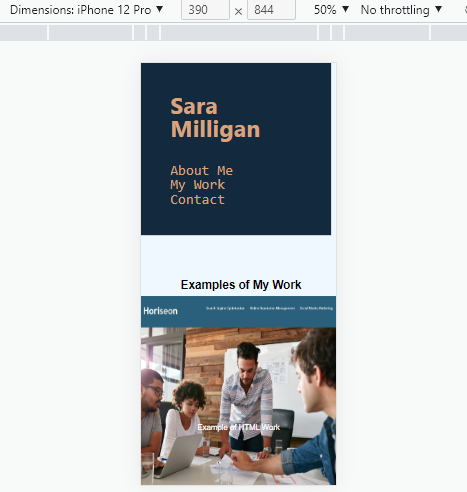 Dimensions: iPhone 12 Pro ▼ 390 × 844 50% ▼ No throttling ▼
Sara
Milligan
About Me
My Work
Contact
Examples of My Work
Horiseon Search Engine Optimization Online Reputation Management Social Media Marketing
Example of HTML Work